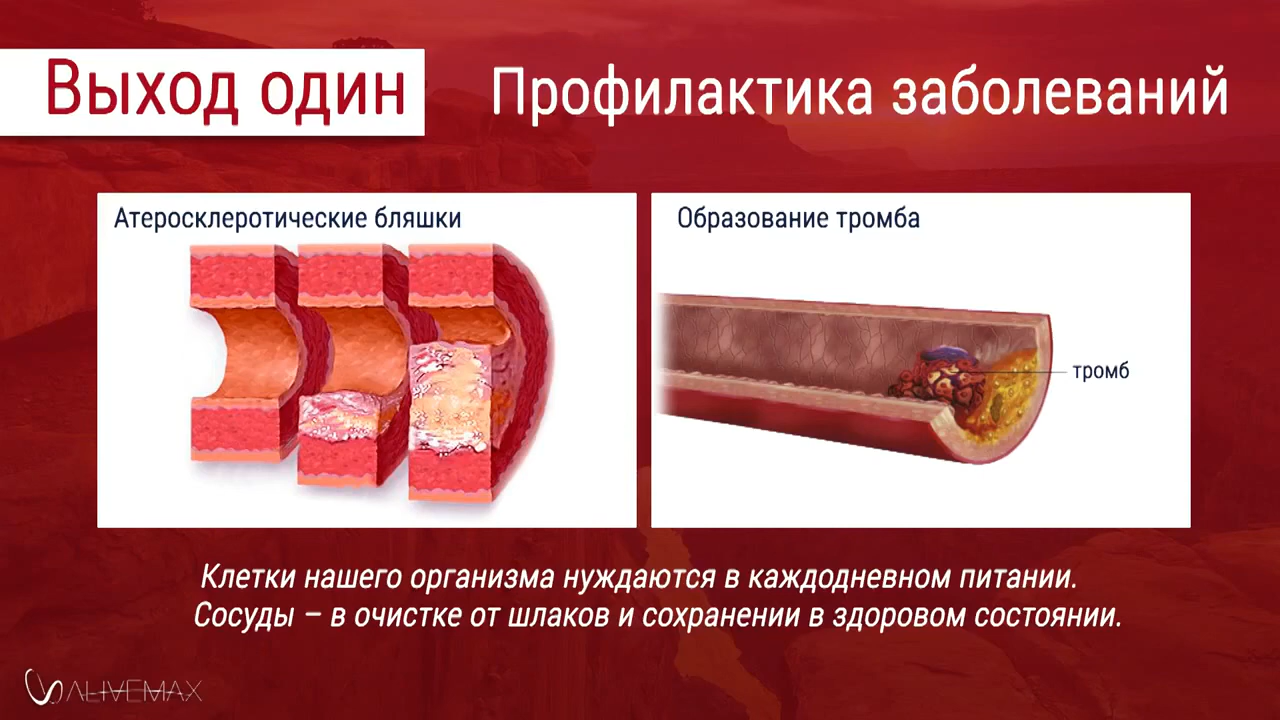 Выход один
Профилактика заболеваний
Атеросклеротические бляшки
Образование тромба
тромб
Клетки нашего организма нуждаются в каждодневном питании.
Сосуды – в очистке от шлаков и сохранении в здоровом состоянии.
ALIVEMAX